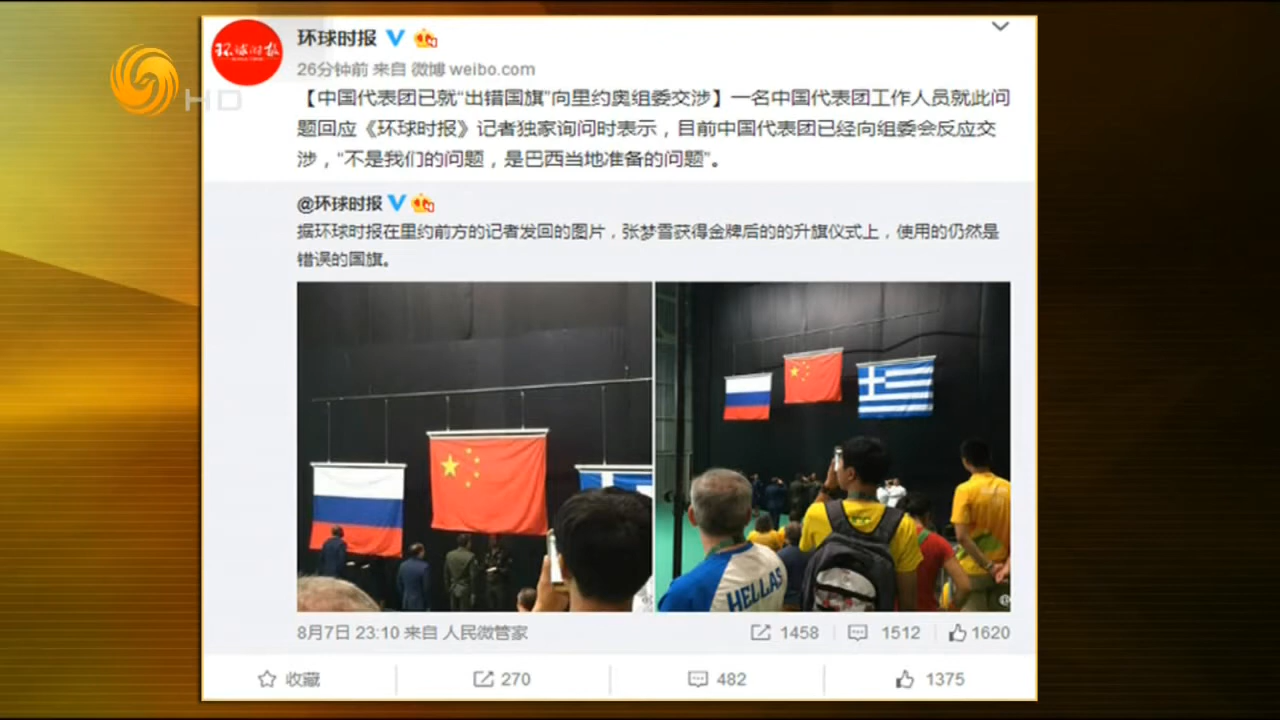 环球时报
环球时报
26分钟前 来自 微博 weibo.com
HD
【中国代表团已就“出错国旗”向里约奥组委交涉】一名中国代表团工作人员就此问
题回应《环球时报》记者独家询问时表示，目前中国代表团已经向组委会反应交
涉，“不是我们的问题，是巴西当地准备的问题”。
@环球时报
据环球时报在里约前方的记者发回的图片，张梦雪获得金牌后的的升旗仪式上，使用的仍然是
错误的国旗。
HELLAS
8月7日 23:10 来自 人民微管家
1458 1512 1620
收藏 270 482 1375